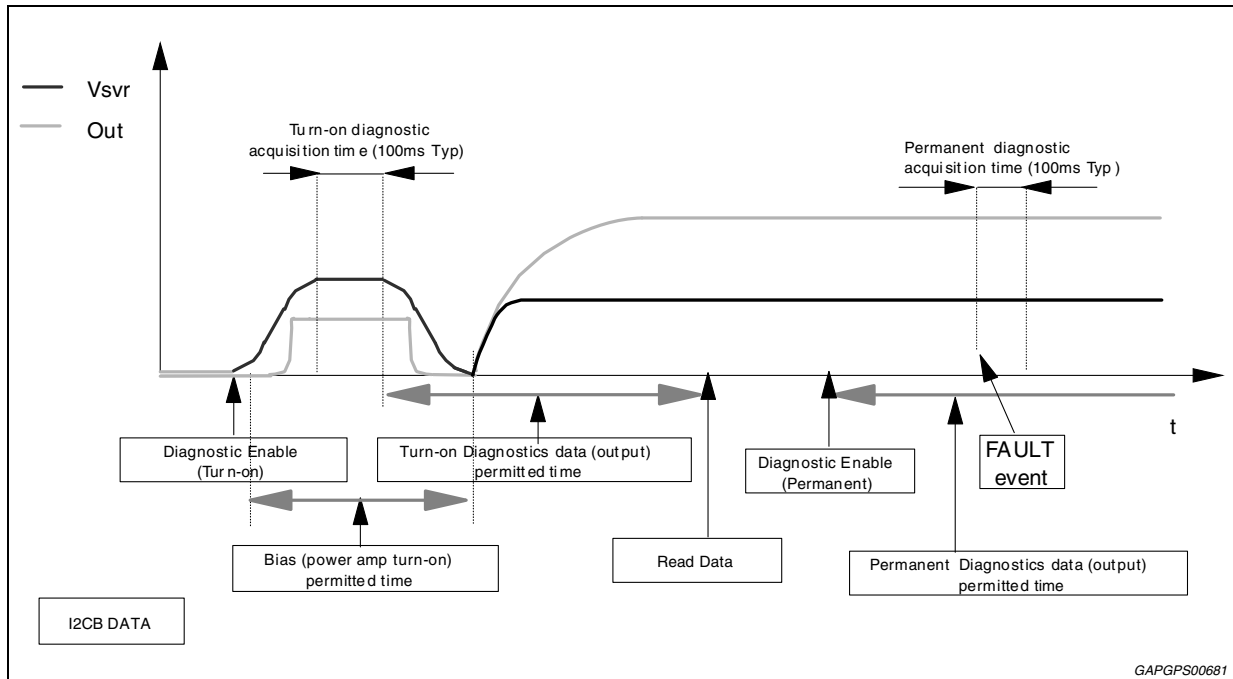 Vsvr
Out
Turn-on diagnostic
acquisition time (100ms Typ)
Permanent diagnostic
acquisition time (100ms Typ)
t
Diagnostic Enable
(Turn-on)
Turn-on Diagnostics data (output)
permitted time
Diagnostic Enable
(Permanent)
FAULT
event
Bias (power amp turn-on)
permitted time
Read Data
Permanent Diagnostics data (output)
permitted time
I2CB DATA
GAPGPS00681